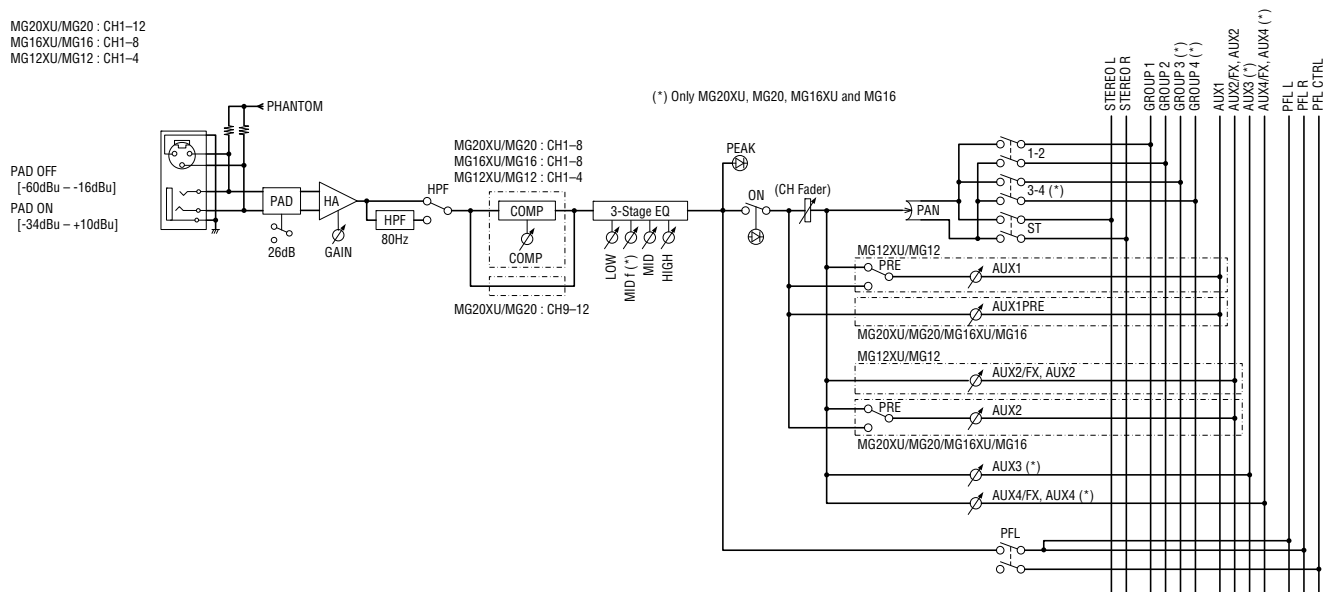 MG20XU/MG20 : CH1–12
MG16XU/MG16 : CH1–8
MG12XU/MG12 : CH1–4
(*) Only MG20XU, MG20, MG16XU and MG16
STEREO L
STEREO R
GROUP 1
GROUP 2
GROUP 3 (*)
GROUP 4 (*)
AUX1
AUX2/FX, AUX2
AUX3 (*)
AUX4/FX, AUX4 (*)
PFL L
PFL R
PFL CTRL
PHANTOM
PAD OFF
[-60dBu – -16dBu]
PAD ON
[-34dBu – +10dBu]
PAD
26dB
HA
GAIN
HPF
HPF
80Hz
MG20XU/MG20 : CH1–8
MG16XU/MG16 : CH1–8
MG12XU/MG12 : CH1–4
COMP
COMP
MG20XU/MG20 : CH9–12
3-Stage EQ
LOW
MID f (*)
MID
HIGH
PEAK
ON
(CH Fader)
PAN
1-2
3-4 (*)
ST
MG12XU/MG12
PRE
AUX1
AUX1PRE
MG20XU/MG20/MG16XU/MG16
MG12XU/MG12
AUX2/FX, AUX2
PRE
AUX2
MG20XU/MG20/MG16XU/MG16
AUX3 (*)
AUX4/FX, AUX4 (*)
PFL